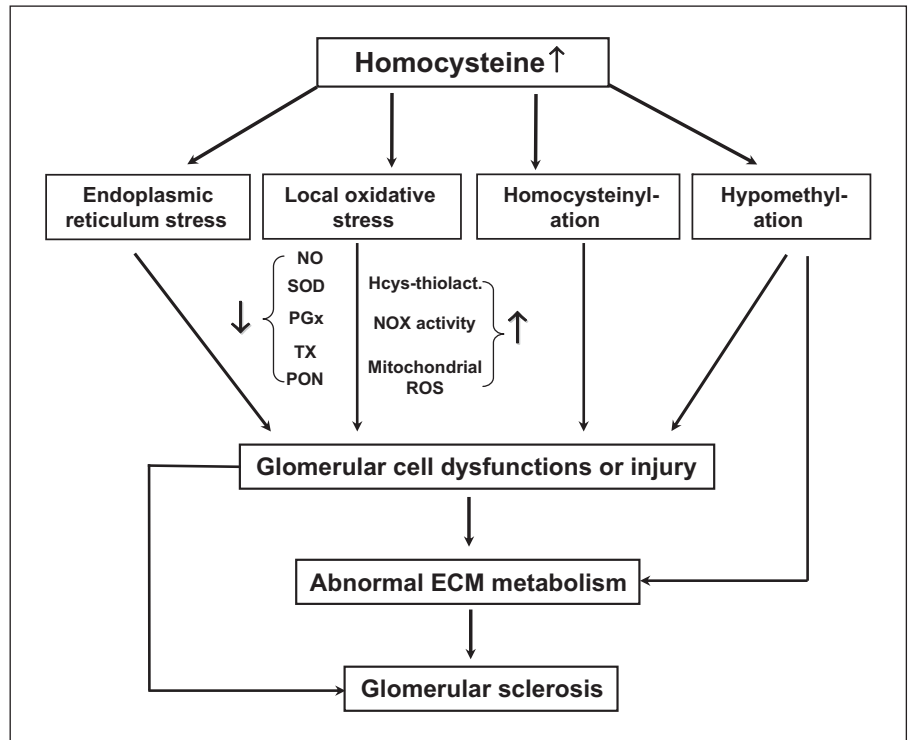 Homocysteine ↑
Endoplasmic
reticulum stress
Local oxidative
stress
Homocysteinyl-
ation
Hypomethyl-
ation
↓
NO
SOD
PGx
TX
PON
Hcys-thiolact.
NOX activity
Mitochondrial
ROS
↑
Glomerular cell dysfunctions or injury
Abnormal ECM metabolism
Glomerular sclerosis